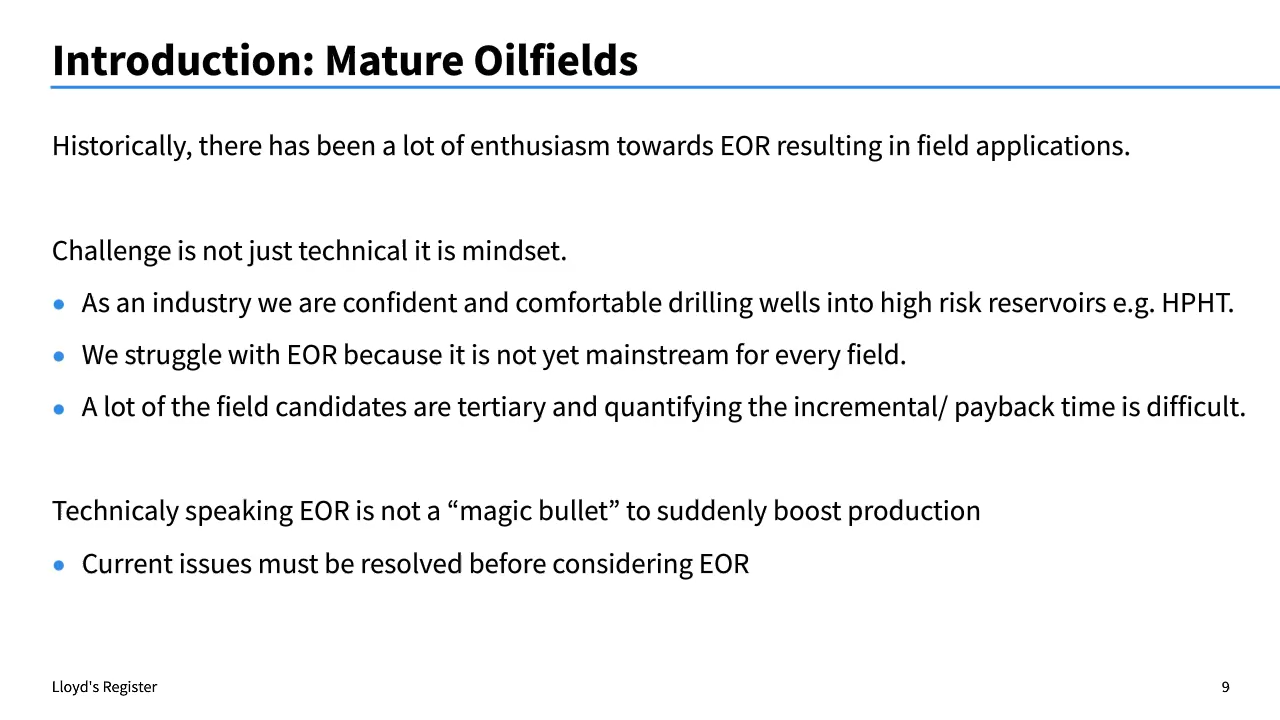 Introduction: Mature Oilfields
Historically, there has been a lot of enthusiasm towards EOR resulting in field applications.
Challenge is not just technical it is mindset.
• As an industry we are confident and comfortable drilling wells into high risk reservoirs e.g. HPHT.
• We struggle with EOR because it is not yet mainstream for every field.
• A lot of the field candidates are tertiary and quantifying the incremental/ payback time is difficult.
Technicaly speaking EOR is not a “magic bullet” to suddenly boost production
• Current issues must be resolved before considering EOR
Lloyd's Register
9